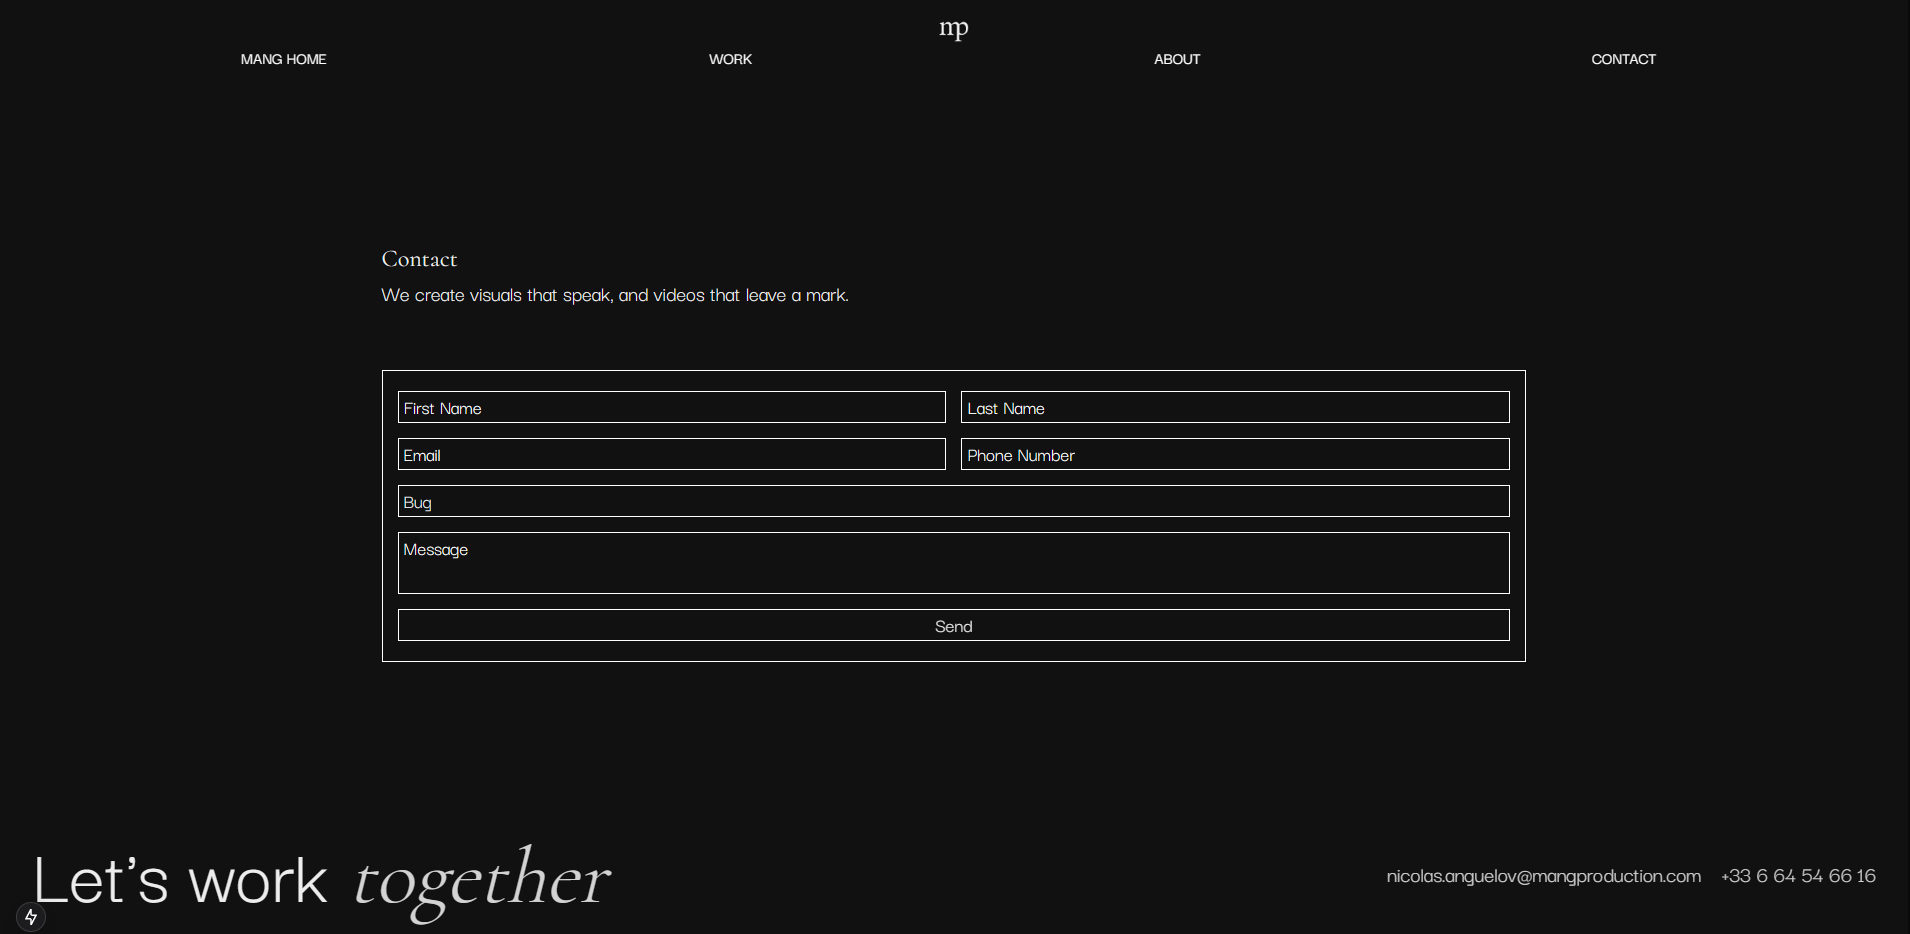 mp
MANG HOME WORK ABOUT CONTACT
Contact
We create visuals that speak, and videos that leave a mark.
First Name Last Name
Email Phone Number
Bug
Message
Send
Let's work together
nicolas.anguelov@mangproduction.com +33 6 64 54 66 16